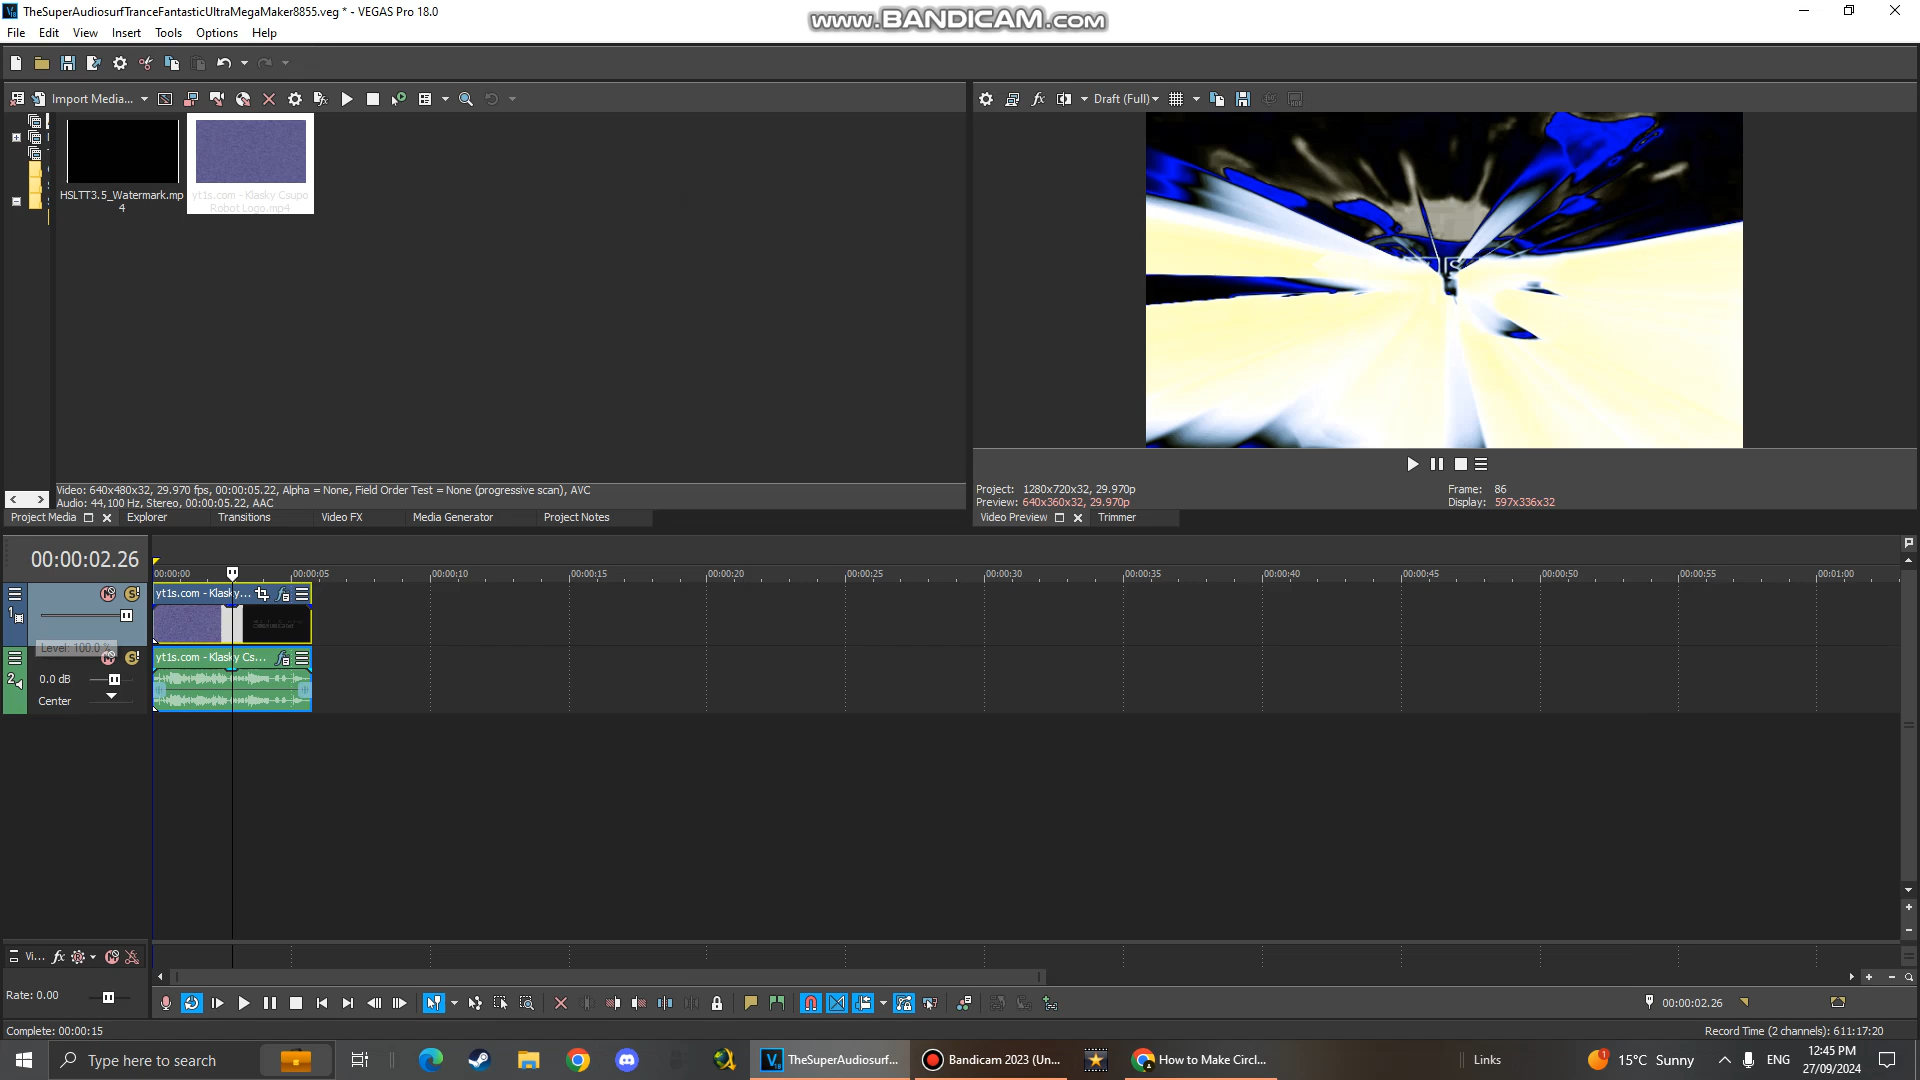 TheSuperAudiosurfTranceFantasticUltraMegaMaker8855.veg * - VEGAS Pro 18.0
www.BANDICAM.com
File Edit View Insert Tools Options Help
Import Media...
Draft (Full)
HSLTT3.5_Watermark.mp
4
yt1s.com - Klasky Csupo
Robot Logo.mp4
Video: 640x480x32, 29.970 fps, 00:00:05.22, Alpha = None, Field Order Test = None (progressive scan), AVC
Audio: 44,100 Hz, Stereo, 00:00:05.22, AAC
Project: 1280x720x32, 29.970p
Frame: 86
Preview: 640x360x32, 29.970p
Display: 597x336x32
Project Media Explorer Transitions Video FX Media Generator Project Notes
Video Preview Trimmer
00:00:02.26
00:00:00 00:00:05 00:00:10 00:00:15 00:00:20 00:00:25 00:00:30 00:00:35 00:00:40 00:00:45 00:00:50 00:00:55 00:01:00
1
yt1s.com - Klasky...
Level: 100.0 %
2
yt1s.com - Klasky Cs...
0.0 dB
Center
Vi...
Rate: 0.00
00:00:02.26
Complete: 00:00:15
Record Time (2 channels): 611:17:20
Type here to search
TheSuperAudiosurf...
Bandicam 2023 (Un...
How to Make Circl...
Links
1
15°C Sunny
ENG
12:45 PM
27/09/2024